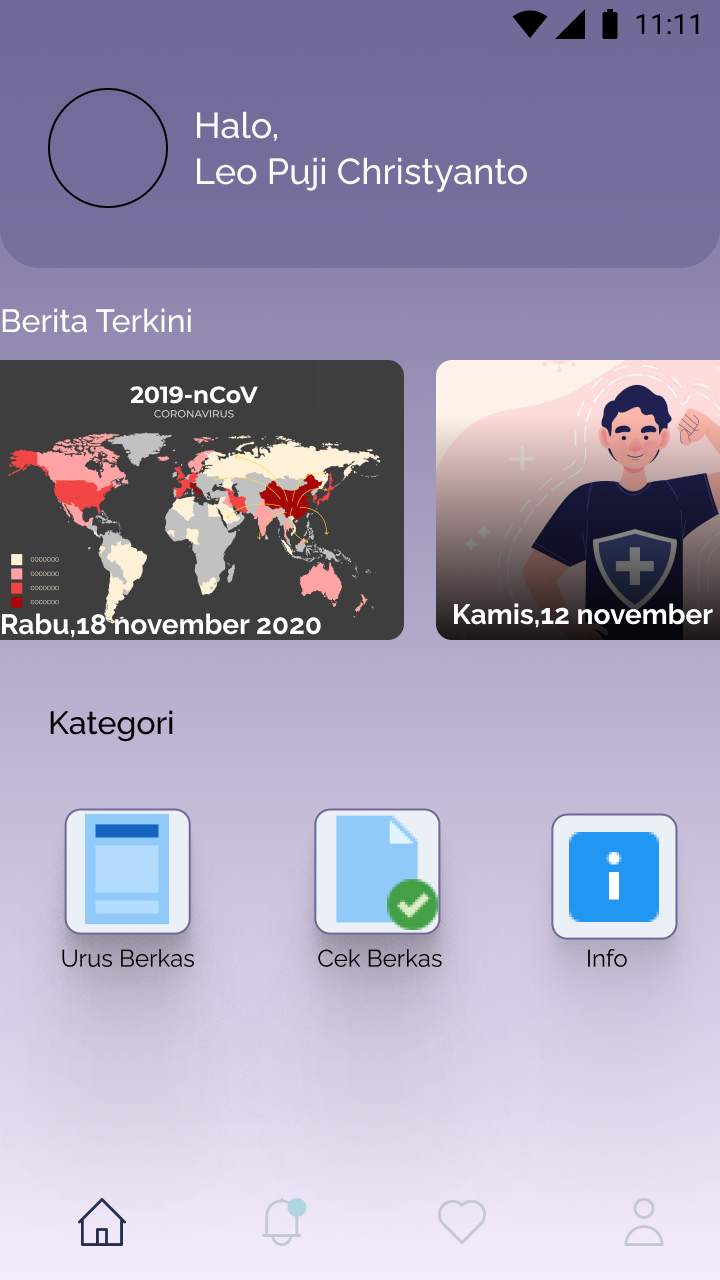 11:11
Halo,
Leo Puji Christyanto
Berita Terkini
2019-nCoV
CORONAVIRUS
0000000
0000000
0000000
0000000
Rabu,18 november 2020
Kamis,12 november
Kategori
Urus Berkas
Cek Berkas
Info